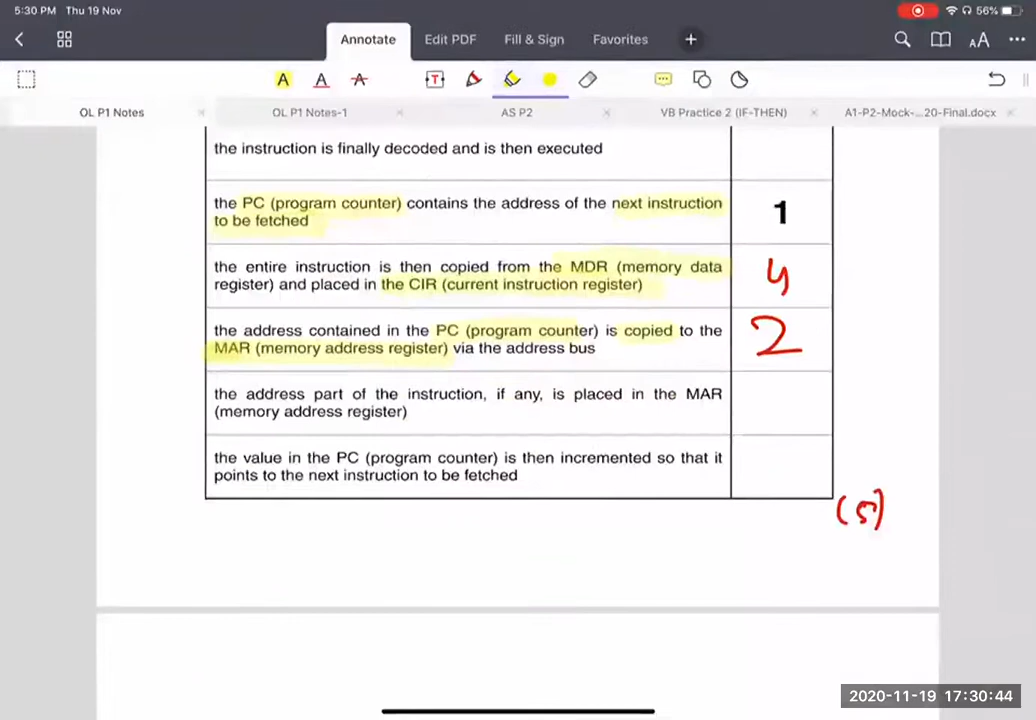 5:30 PM Thu 19 Nov
56%
Annotate Edit PDF Fill & Sign Favorites +
AA
A A A T
OL P1 Notes × OL P1 Notes-1 × AS P2 × VB Practice 2 (IF-THEN) × A1-P2-Mock-...20-Final.docx ×
the instruction is finally decoded and is then executed
the PC (program counter) contains the address of the next instruction
to be fetched
1
the entire instruction is then copied from the MDR (memory data
register) and placed in the CIR (current instruction register)
4
the address contained in the PC (program counter) is copied to the
MAR (memory address register) via the address bus
2
the address part of the instruction, if any, is placed in the MAR
(memory address register)
the value in the PC (program counter) is then incremented so that it
points to the next instruction to be fetched
(5)
2020-11-19 17:30:44